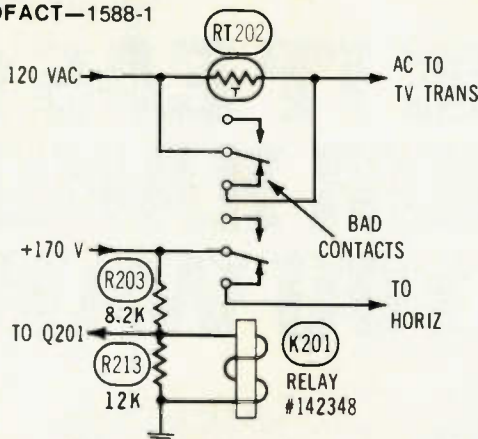 OFACT—1588-1
RT202
120 VAC
T
AC TO
TV TRANS
BAD
CONTACTS
+170 V
R203
8.2K
TO
HORIZ
TO Q201
R213
12K
K201
RELAY
#142348